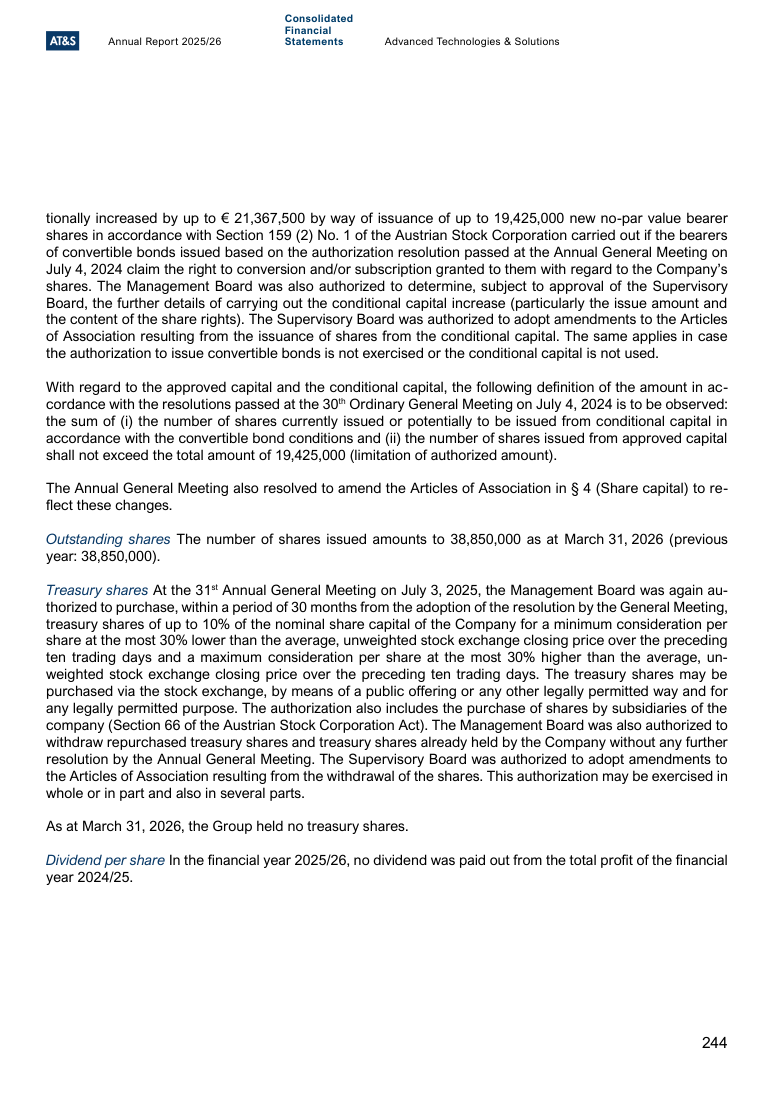 AT&S
Annual Report 2025/26
Consolidated
Financial
Statements
Advanced Technologies & Solutions
tionally increased by up to € 21,367,500 by way of issuance of up to 19,425,000 new no-par value bearer
shares in accordance with Section 159 (2) No. 1 of the Austrian Stock Corporation carried out if the bearers
of convertible bonds issued based on the authorization resolution passed at the Annual General Meeting on
July 4, 2024 claim the right to conversion and/or subscription granted to them with regard to the Company’s
shares. The Management Board was also authorized to determine, subject to approval of the Supervisory
Board, the further details of carrying out the conditional capital increase (particularly the issue amount and
the content of the share rights). The Supervisory Board was authorized to adopt amendments to the Articles
of Association resulting from the issuance of shares from the conditional capital. The same applies in case
the authorization to issue convertible bonds is not exercised or the conditional capital is not used.
With regard to the approved capital and the conditional capital, the following definition of the amount in ac-
cordance with the resolutions passed at the 30th Ordinary General Meeting on July 4, 2024 is to be observed:
the sum of (i) the number of shares currently issued or potentially to be issued from conditional capital in
accordance with the convertible bond conditions and (ii) the number of shares issued from approved capital
shall not exceed the total amount of 19,425,000 (limitation of authorized amount).
The Annual General Meeting also resolved to amend the Articles of Association in § 4 (Share capital) to re-
flect these changes.
Outstanding shares The number of shares issued amounts to 38,850,000 as at March 31, 2026 (previous
year: 38,850,000).
Treasury shares At the 31st Annual General Meeting on July 3, 2025, the Management Board was again au-
thorized to purchase, within a period of 30 months from the adoption of the resolution by the General Meeting,
treasury shares of up to 10% of the nominal share capital of the Company for a minimum consideration per
share at the most 30% lower than the average, unweighted stock exchange closing price over the preceding
ten trading days and a maximum consideration per share at the most 30% higher than the average, un-
weighted stock exchange closing price over the preceding ten trading days. The treasury shares may be
purchased via the stock exchange, by means of a public offering or any other legally permitted way and for
any legally permitted purpose. The authorization also includes the purchase of shares by subsidiaries of the
company (Section 66 of the Austrian Stock Corporation Act). The Management Board was also authorized to
withdraw repurchased treasury shares and treasury shares already held by the Company without any further
resolution by the Annual General Meeting. The Supervisory Board was authorized to adopt amendments to
the Articles of Association resulting from the withdrawal of the shares. This authorization may be exercised in
whole or in part and also in several parts.
As at March 31, 2026, the Group held no treasury shares.
Dividend per share In the financial year 2025/26, no dividend was paid out from the total profit of the financial
year 2024/25.
244